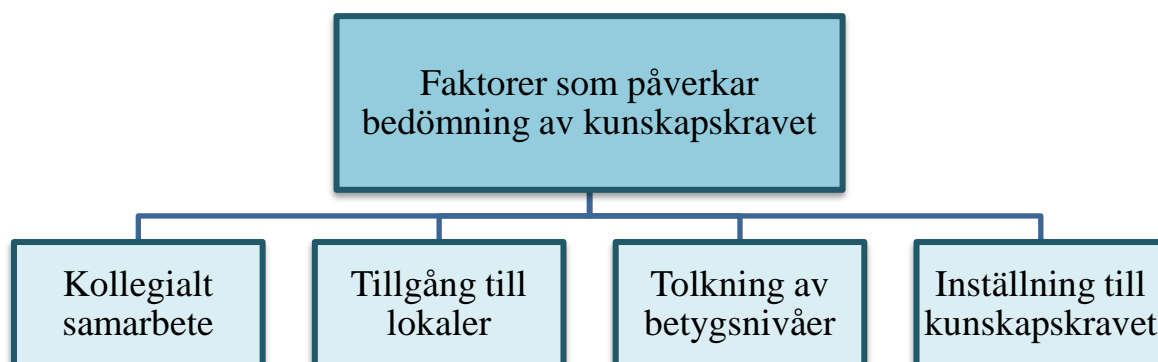 Faktorer som påverkar
bedömning av kunskapskravet
Kollegialt
samarbete
Tillgång till
lokaler
Tolkning av
betygsnivåer
Inställning till
kunskapskravet